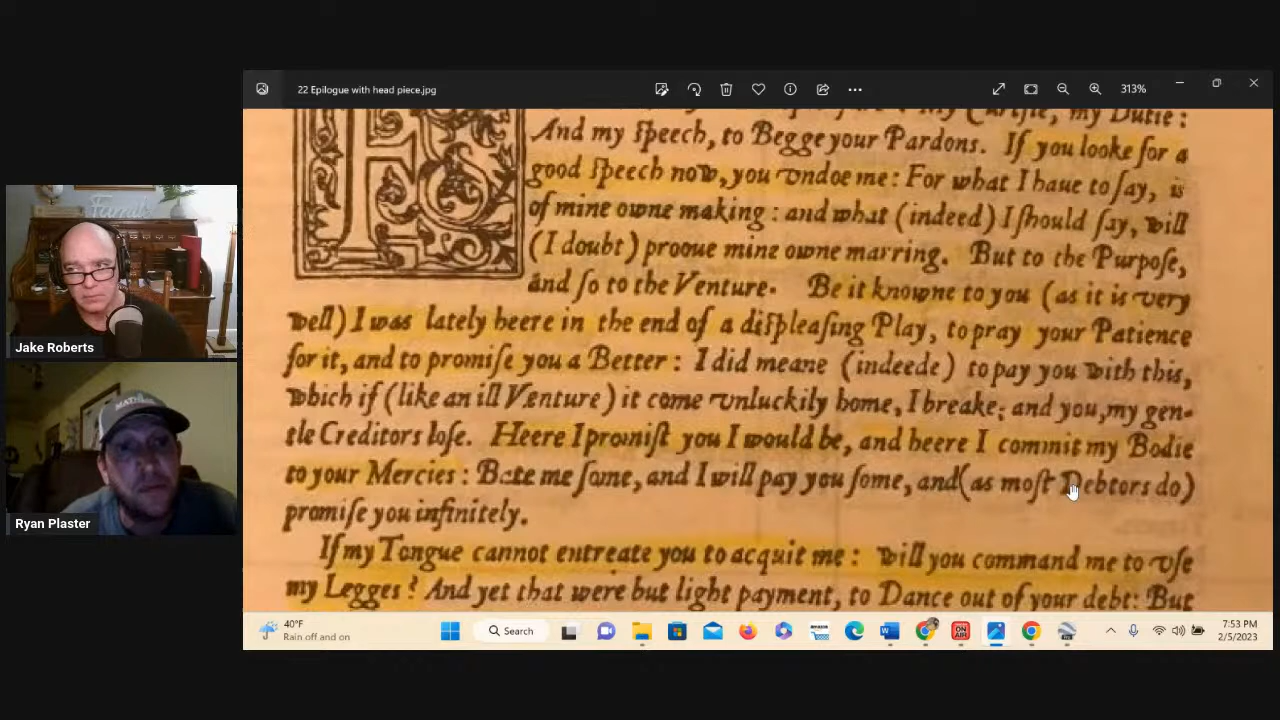 22 Epilogue with head piece.jpg
313%
my Curtsie, my Dutie:
And my ſpeech, to Begge your Pardons. If you looke for a
good ſpeech now, you vndoe me: For what I haue to ſay, is
of mine owne making: and what (indeed) I ſhould ſay, will
(I doubt) prooue mine owne marring. But to the Purpoſe,
and ſo to the Venture. Be it knowne to you (as it is very
well) I was lately heere in the end of a diſpleaſing Play, to pray your Patience
for it, and to promiſe you a Better: I did meane (indeede) to pay you with this,
which if (like an ill Venture) it come vnluckily home, I breake; and you, my gen-
tle Creditors loſe. Heere I promiſt you I would be, and heere I commit my Bodie
to your Mercies: Bate me ſome, and I will pay you ſome, and (as moſt Debtors do)
promiſe you infinitely.
If my Tongue cannot entreate you to acquit me: will you command me to vſe
my Legges? And yet that were but light payment, to Dance out of your debt: But
Family
Jake Roberts
Ryan Plaster
40°F
Rain off and on
Search
ON AIR
7:53 PM
2/5/2023